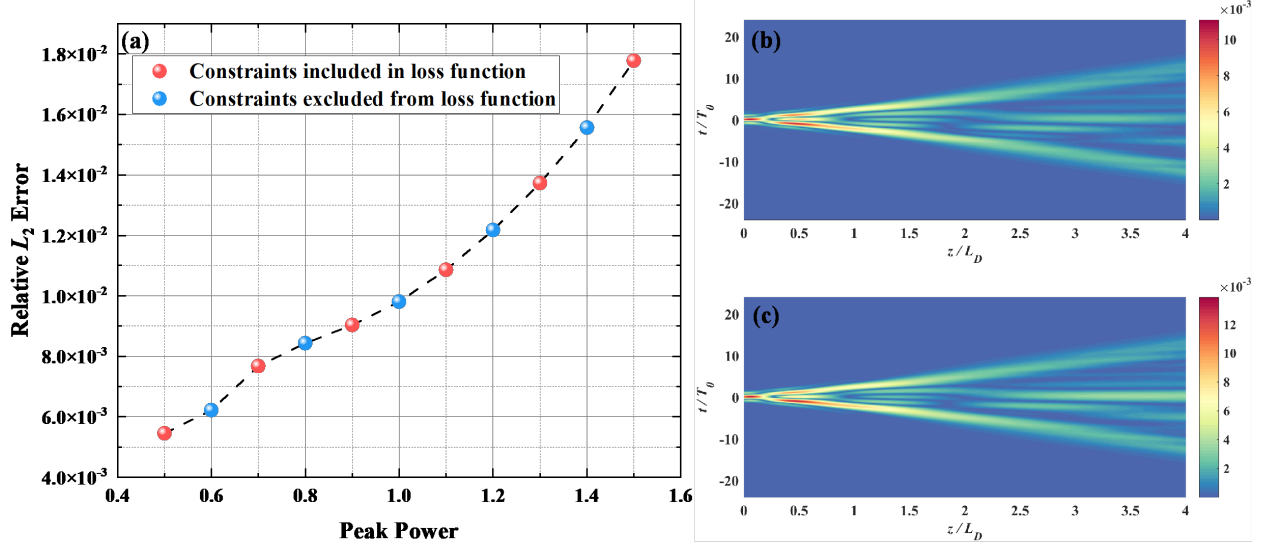 (a)
Constraints included in loss function
Constraints excluded from loss function
Relative L₂ Error
1.8×10⁻²
1.6×10⁻²
1.4×10⁻²
1.2×10⁻²
1.0×10⁻²
8.0×10⁻³
6.0×10⁻³
4.0×10⁻³
0.4 0.6 0.8 1.0 1.2 1.4 1.6
Peak Power
(b)
×10⁻³
t/T₀
20
10
0
-10
-20
0 0.5 1 1.5 2 2.5 3 3.5 4
z/L_D
10
8
6
4
2
(c)
×10⁻³
t/T₀
20
10
0
-10
-20
0 0.5 1 1.5 2 2.5 3 3.5 4
z/L_D
12
10
8
6
4
2